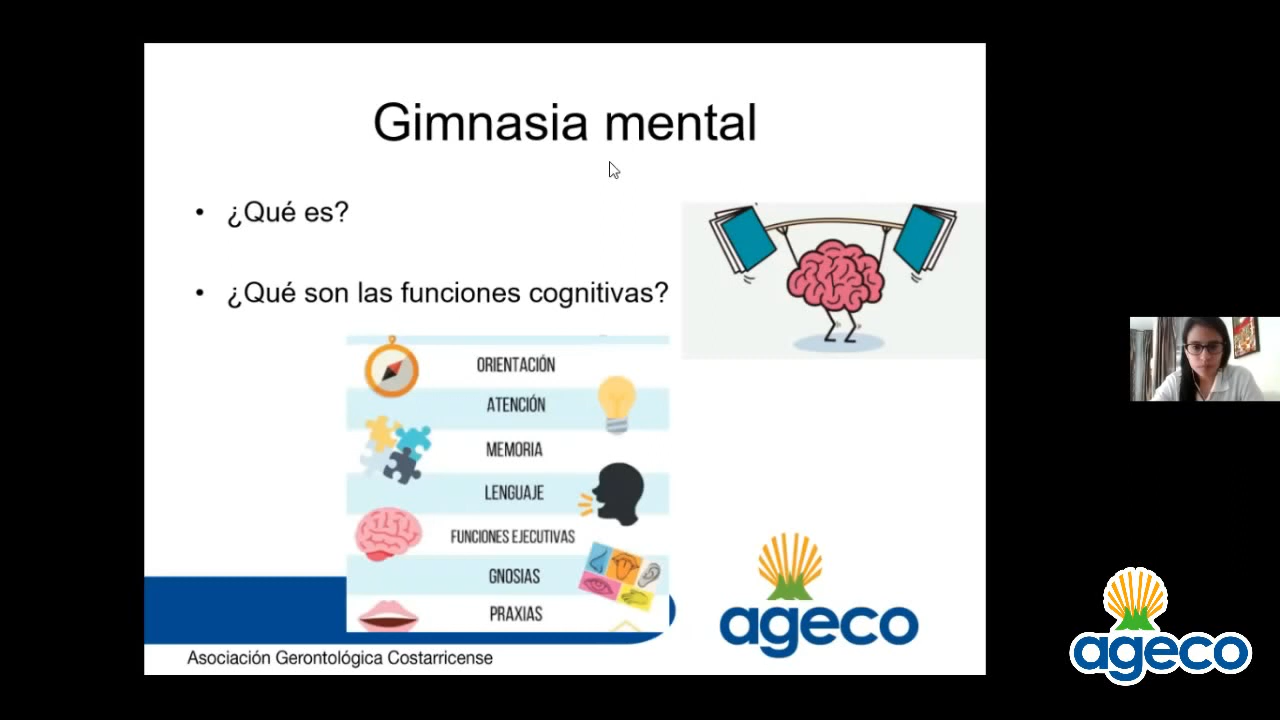 Gimnasia mental
• ¿Qué es?
• ¿Qué son las funciones cognitivas?
ORIENTACIÓN
ATENCIÓN
MEMORIA
LENGUAJE
FUNCIONES EJECUTIVAS
GNOSIAS
PRAXIAS
ageco
Asociación Gerontológica Costarricense
ageco